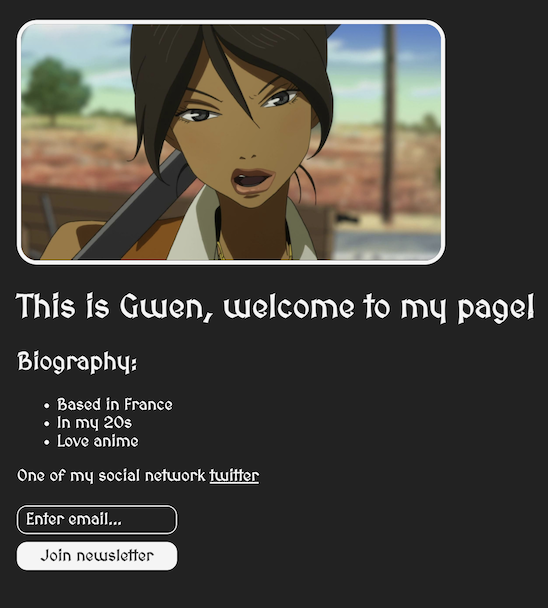 This is Gwen, welcome to my page!
Biography:
• Based in France
• In my 20s
• Love anime
One of my social network twitter
Enter email...
Join newsletter